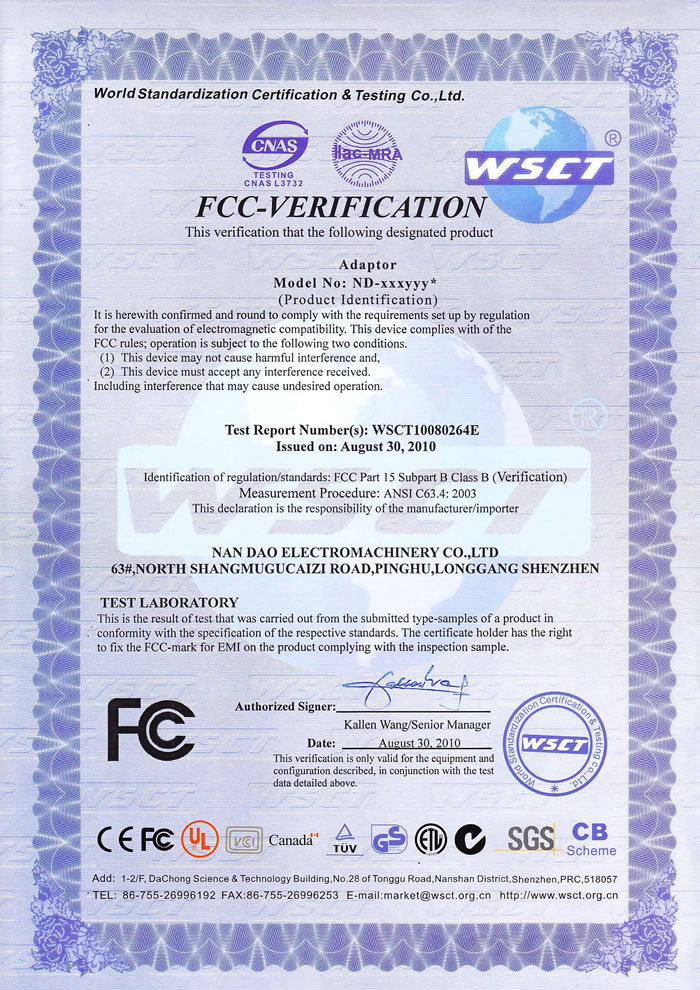 World Standardization Certification & Testing Co.,Ltd.
CNAS
TESTING
CNAS L3732
ilac-MRA
WSCT ®
FCC-VERIFICATION
This verification that the following designated product
Adaptor
Model No: ND-xxxyyy*
(Product Identification)
It is herewith confirmed and round to comply with the requirements set up by regulation
for the evaluation of electromagnetic compatibility. This device complies with of the
FCC rules; operation is subject to the following two conditions.
(1) This device may not cause harmful interference and,
(2) This device must accept any interference received.
Including interference that may cause undesired operation.
Test Report Number(s): WSCT10080264E
Issued on: August 30, 2010
Identification of regulation/standards: FCC Part 15 Subpart B Class B (Verification)
Measurement Procedure: ANSI C63.4: 2003
This declaration is the responsibility of the manufacturer/importer
WSCT ®
NAN DAO ELECTROMACHINERY CO.,LTD
63#,NORTH SHANGMUGUCAIZI ROAD,PINGHU,LONGGANG SHENZHEN
TEST LABORATORY
This is the result of test that was carried out from the submitted type-samples of a product in
conformity with the specification of the respective standards. The certificate holder has the right
to fix the FCC-mark for EMI on the product complying with the inspection sample.
FC
Authorized Signer:
Kallen Wang/Senior Manager
Date: August 30, 2010
This verification is only valid for the equipment and
configuration described, in conjunction with the test
data detailed above.
World Standardization Certification & Testing Co.,Ltd.
WSCT
CE FC UL VCI Canada TÜV GS ETL C SGS CB
Scheme
Add: 1-2/F, DaChong Science & Technology Building,No.28 of Tonggu Road,Nanshan District,Shenzhen,PRC,518057
TEL: 86-755-26996192 FAX:86-755-26996253 E-mail:market@wsct.org.cn http://www.wsct.org.cn